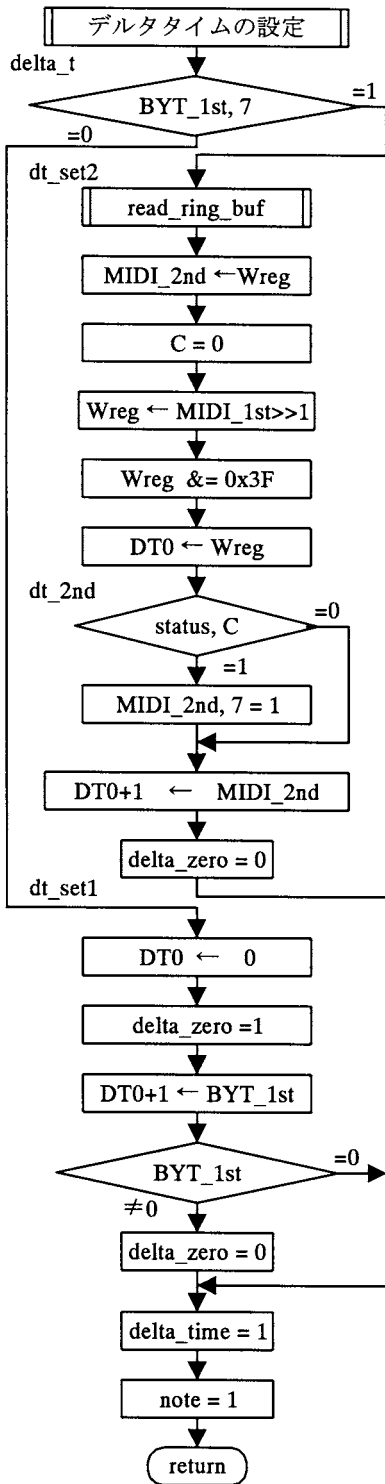 デルタタイムの設定
delta_t
BYT_1st, 7
=1
=0
dt_set2
read_ring_buf
MIDI_2nd ←Wreg
C = 0
Wreg ← MIDI_1st>>1
Wreg &= 0x3F
DT0 ← Wreg
dt_2nd
status, C
=0
=1
MIDI_2nd, 7 = 1
DT0+1 ← MIDI_2nd
delta_zero = 0
dt_set1
DT0 ← 0
delta_zero =1
DT0+1 ← BYT_1st
BYT_1st
=0
≠0
delta_zero = 0
delta_time = 1
note = 1
return